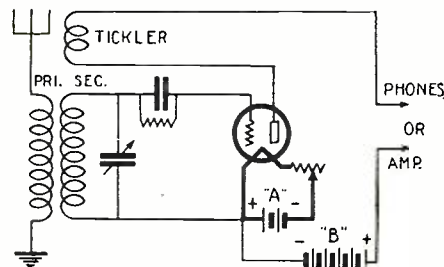 TICKLER
PRI. SEC.
PHONES
OR
AMP.
+ "A" -
- "B" +